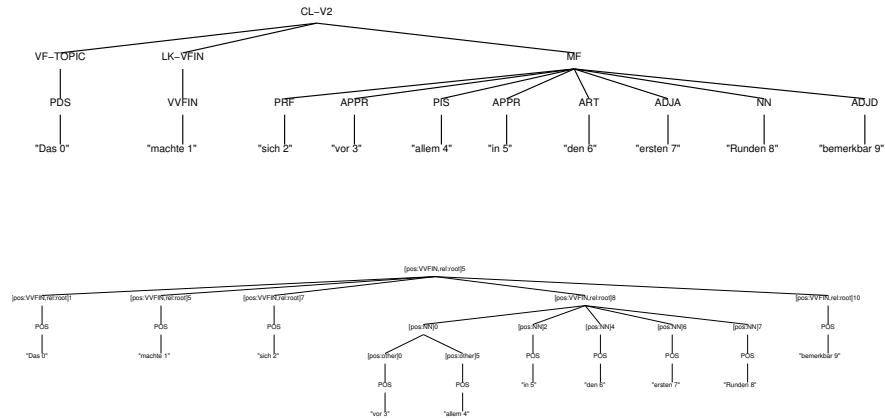 CL−V2
VF−TOPIC LK−VFIN MF
PDS VVFIN PRF APPR PIS APPR ART ADJA NN ADJD
"Das 0" "machte 1" "sich 2" "vor 3" "allem 4" "in 5" "den 6" "ersten 7" "Runden 8" "bemerkbar 9"
[pos:VVFIN,rel:root]5
[pos:VVFIN,rel:root]1 [pos:VVFIN,rel:root]5 [pos:VVFIN,rel:root]7 [pos:VVFIN,rel:root]8 [pos:VVFIN,rel:root]10
POS POS POS [pos:NN]0 [pos:NN]2 [pos:NN]4 [pos:NN]6 [pos:NN]7 POS
"Das 0" "machte 1" "sich 2" [pos:other]0 [pos:other]5 POS POS POS POS "bemerkbar 9"
POS POS "in 5" "den 6" "ersten 7" "Runden 8"
"vor 3" "allem 4"